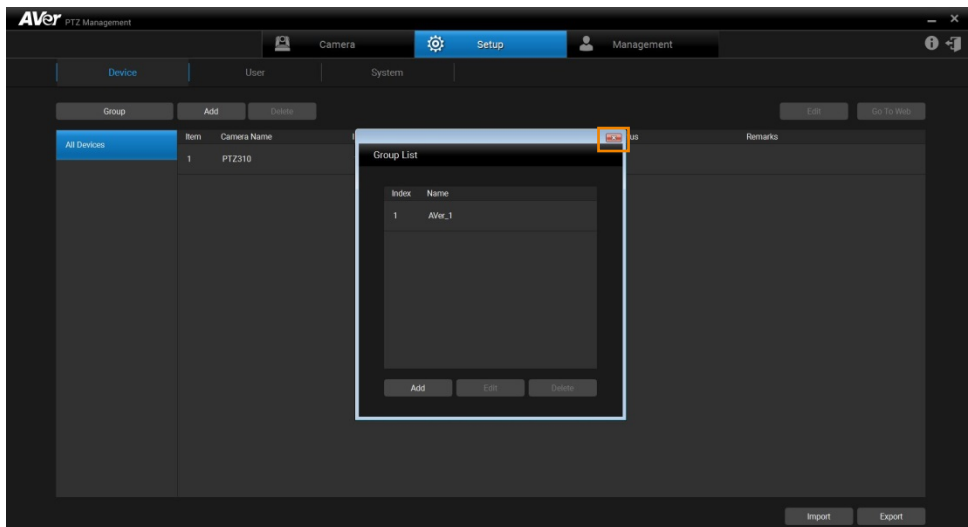 AVer PTZ Management
Camera Setup Management
Device User System
Group Add Delete Edit Go To Web
All Devices
Item Camera Name us Remarks
1 PTZ310
Group List
Index Name
1 AVer_1
Add Edit Delete
Import Export